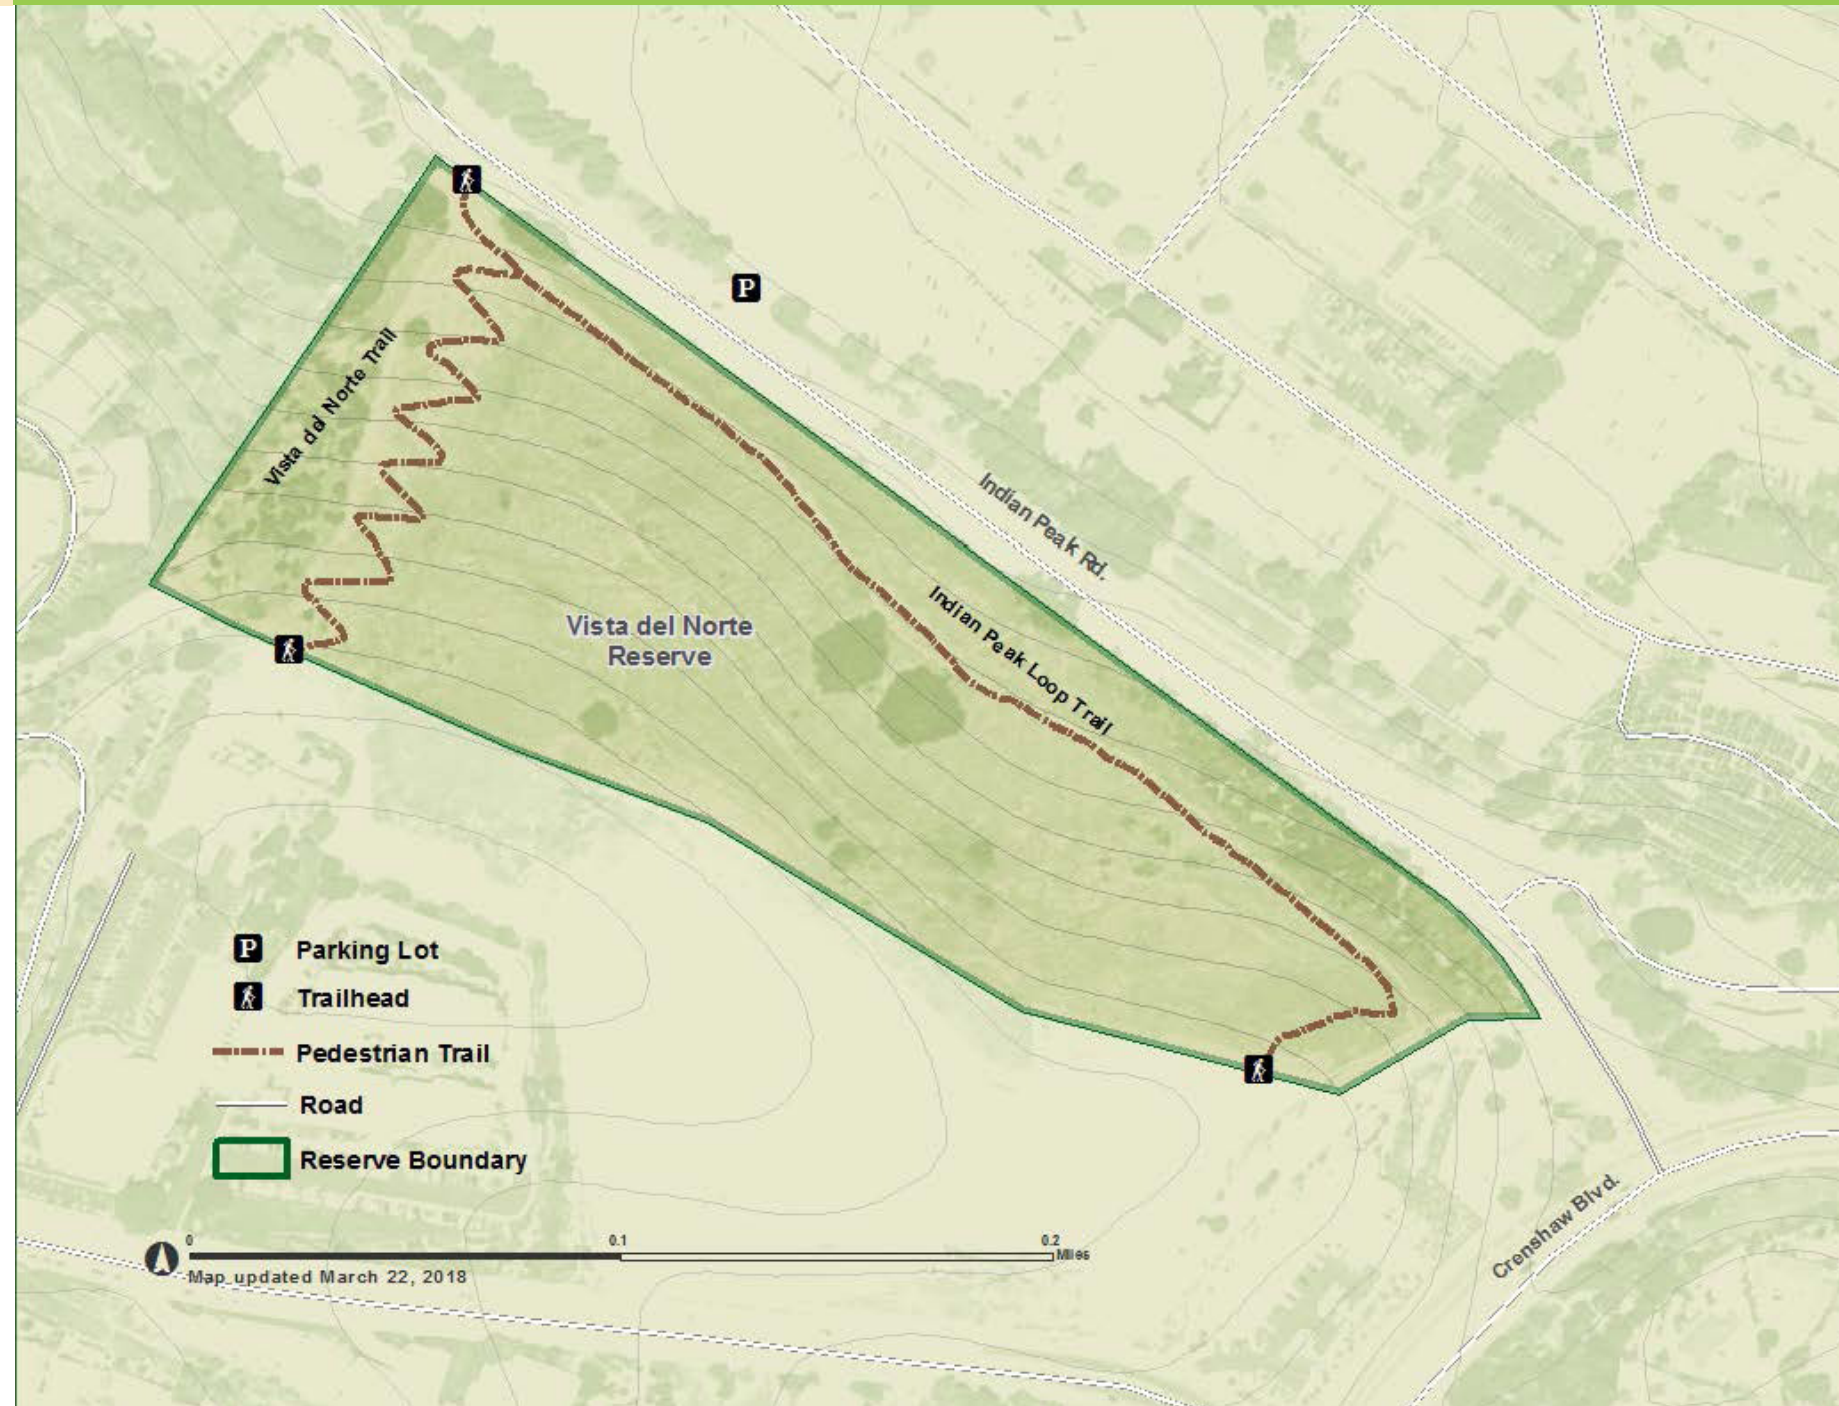 P
Vista del Norte Trail
Indian Peak Rd.
Indian Peak Loop Trail
Vista del Norte
Reserve
P Parking Lot
Trailhead
Pedestrian Trail
Road
Reserve Boundary
Crenshaw Blvd.
0 0.1 0.2
Miles
Map updated March 22, 2018